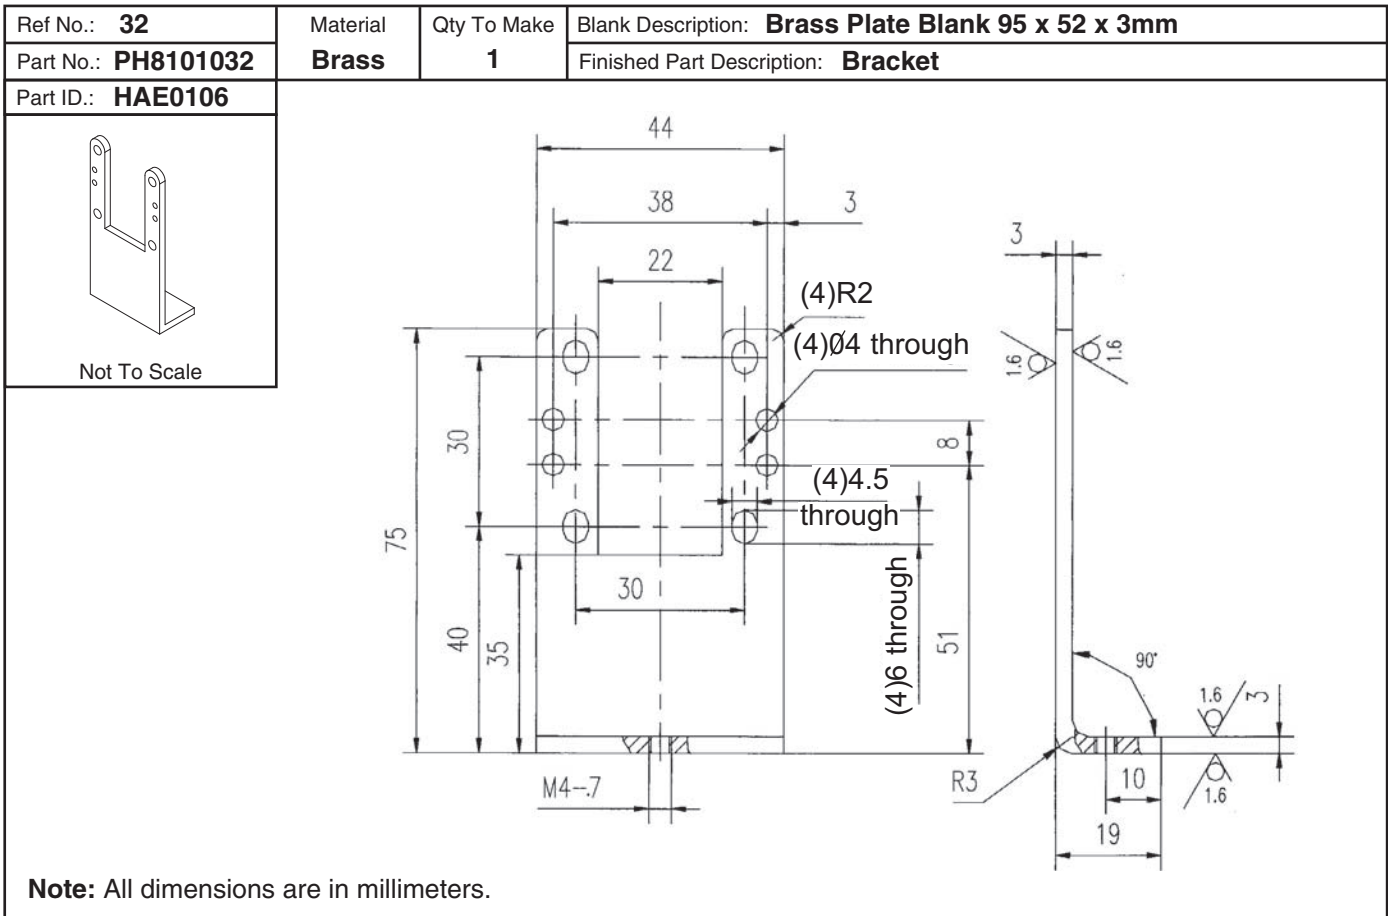 Ref No.: 32
Material
Qty To Make
Blank Description: Brass Plate Blank 95 x 52 x 3mm
Part No.: PH8101032
Brass
1
Finished Part Description: Bracket
Part ID.: HAE0106
Not To Scale
44
38
3
22
3
(4)R2
(4)Ø4 through
1.6
1.6
30
8
(4)4.5
through
75
30
(4)6 through
40
35
51
90°
1.6
3
M4-.7
R3
10
1.6
19
Note: All dimensions are in millimeters.